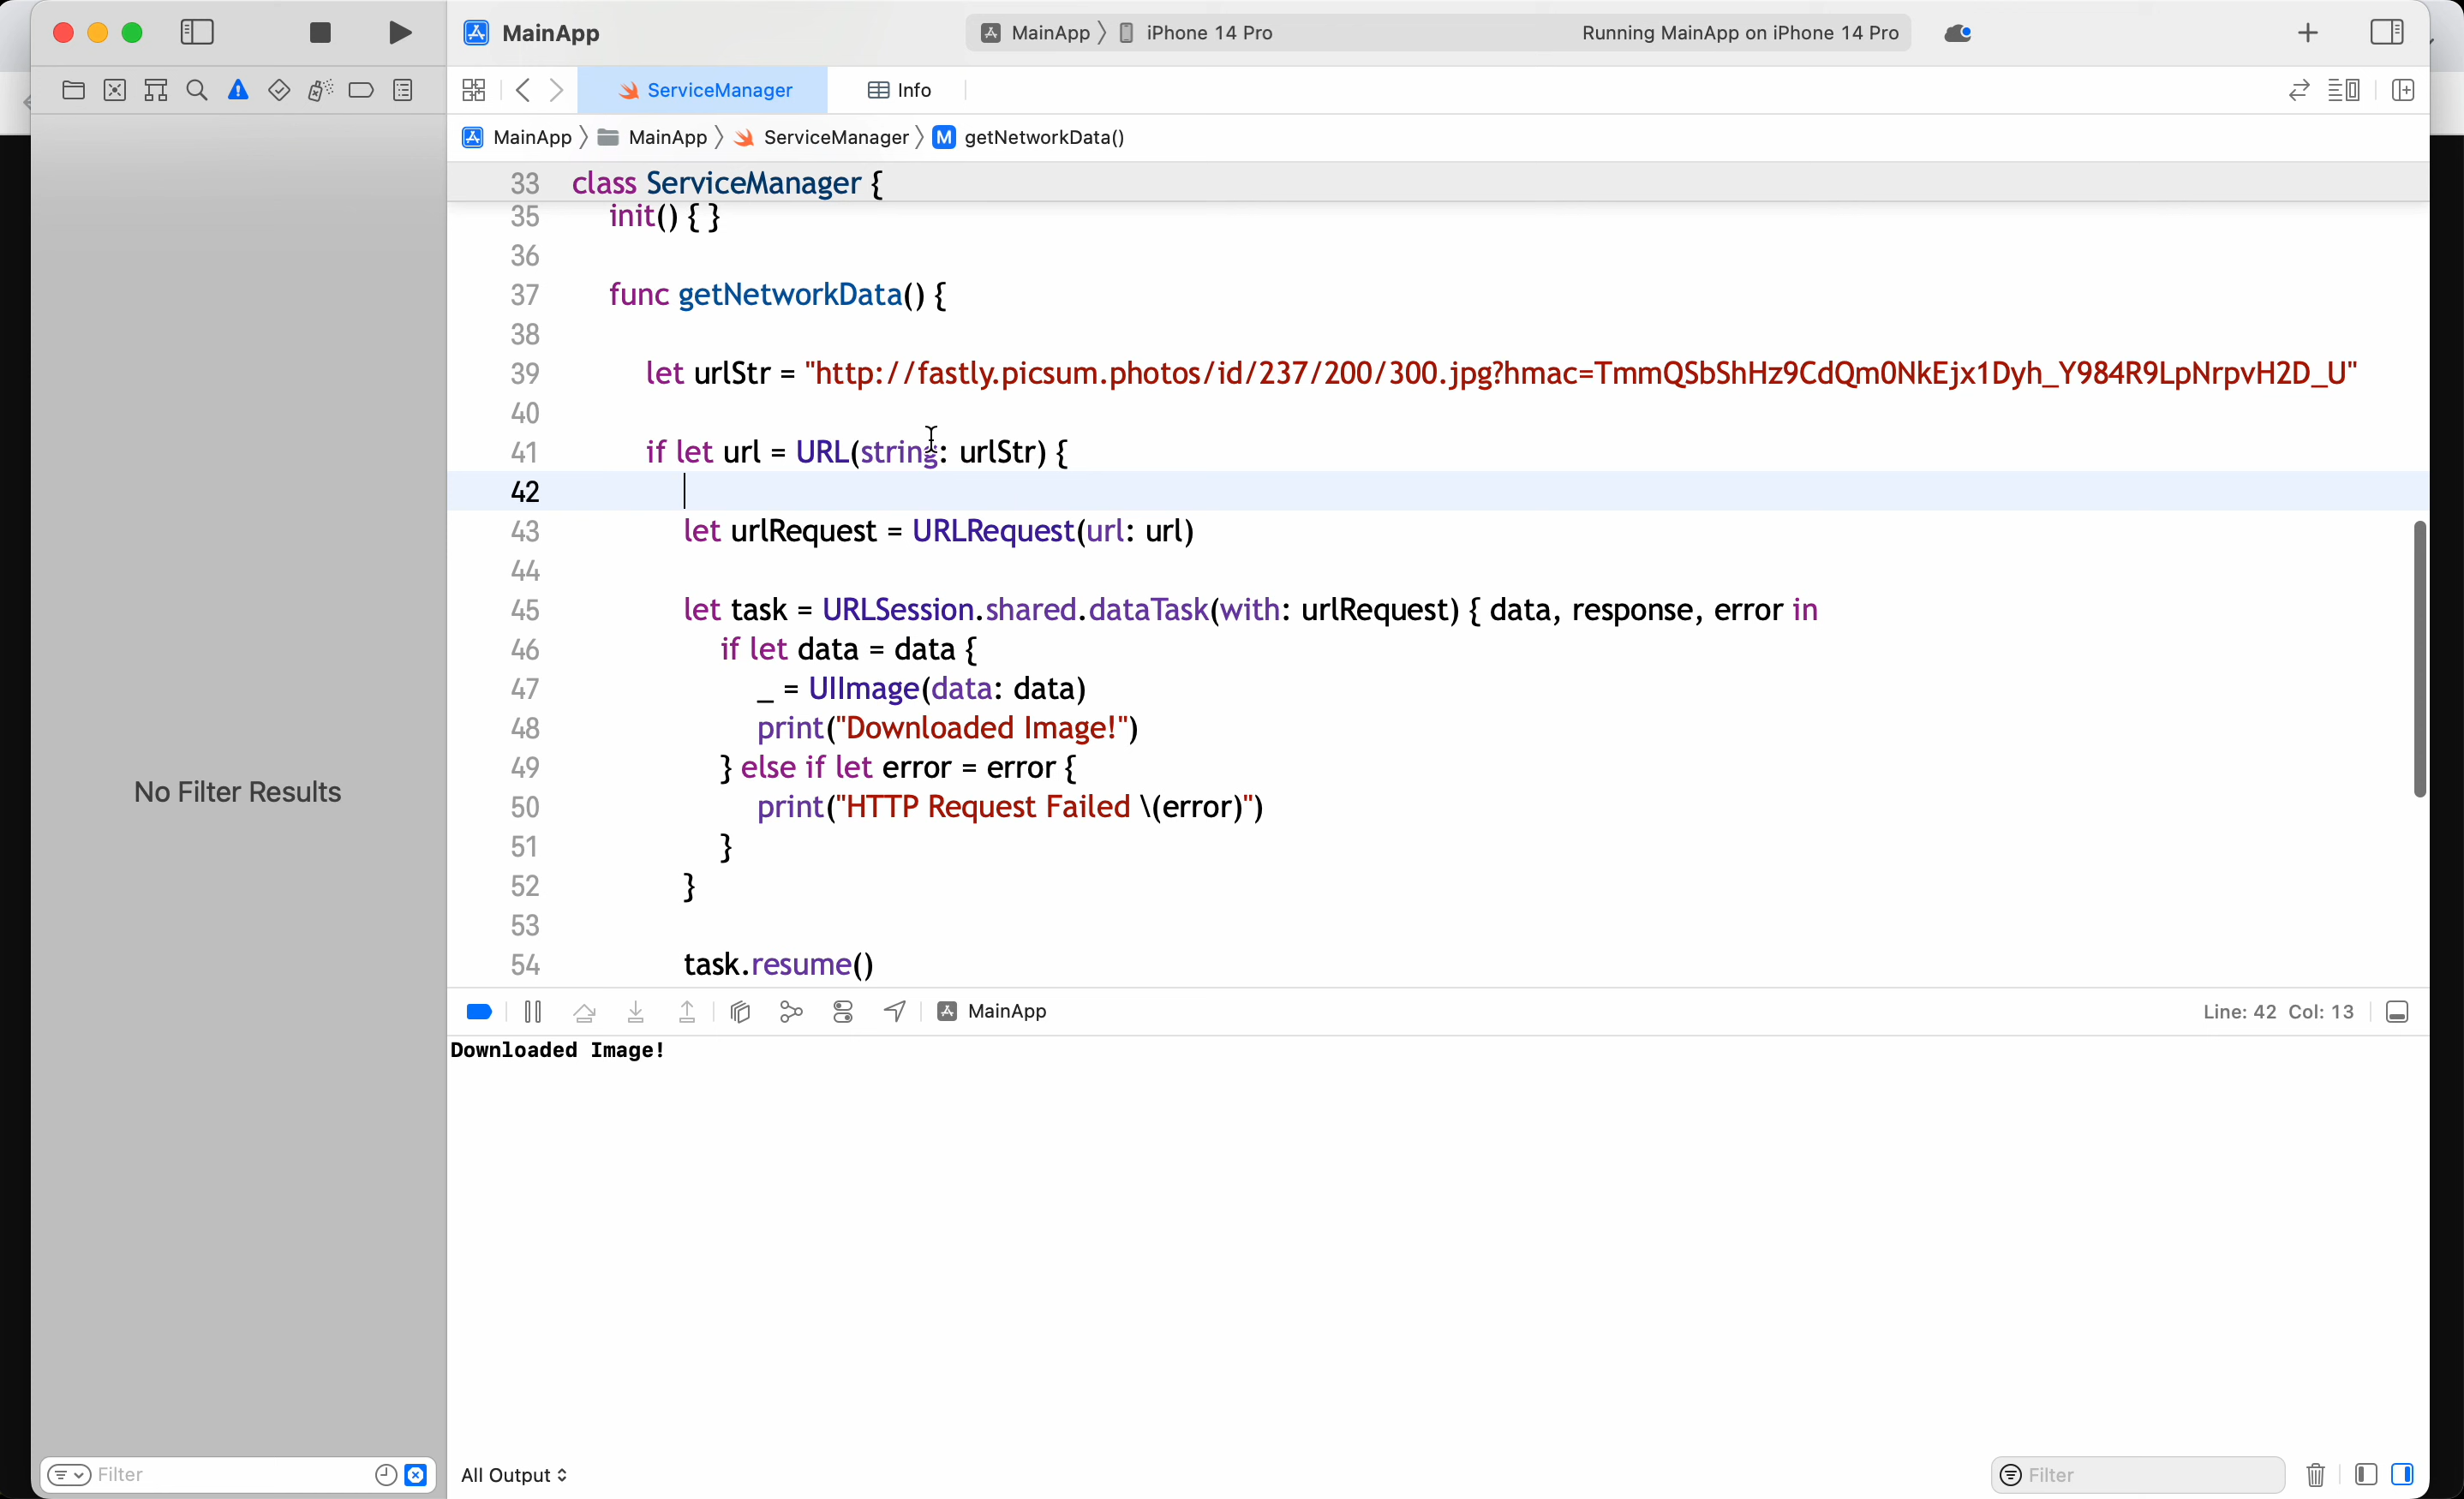 MainApp
MainApp
iPhone 14 Pro
Running MainApp on iPhone 14 Pro
ServiceManager
Info
MainApp
MainApp
ServiceManager
M
getNetworkData()
33 class ServiceManager {
35 init() { }
36
37 func getNetworkData() {
38
39 let urlStr = "http://fastly.picsum.photos/id/237/200/300.jpg?hmac=TmmQSbShHz9CdQm0NkEjx1Dyh_Y984R9LpNrpvH2D_U"
40
41 if let url = URL(string: urlStr) {
42
43 let urlRequest = URLRequest(url: url)
44
45 let task = URLSession.shared.dataTask(with: urlRequest) { data, response, error in
46 if let data = data {
47 _ = UIImage(data: data)
48 print("Downloaded Image!")
49 } else if let error = error {
50 print("HTTP Request Failed \(error)")
51 }
52 }
53
54 task.resume()
No Filter Results
MainApp
Line: 42 Col: 13
Downloaded Image!
Filter
All Output
Filter